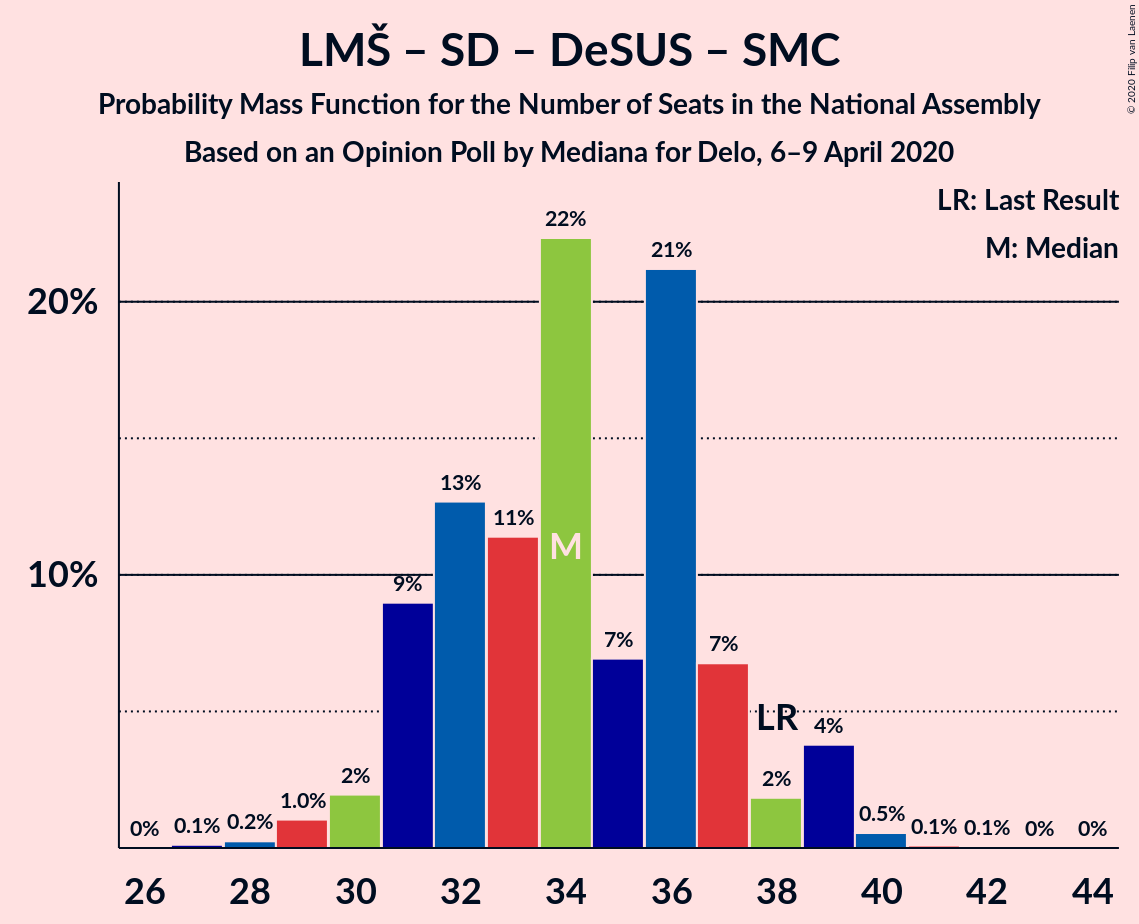 LMŠ – SD – DeSUS – SMC
Probability Mass Function for the Number of Seats in the National Assembly
Based on an Opinion Poll by Mediana for Delo, 6–9 April 2020
© 2020 Filip van Laenen
LR: Last Result
M: Median
20%
10%
0%
0.1%
0.2%
1.0%
2%
9%
13%
11%
22%
M
7%
21%
7%
LR
2%
4%
0.5%
0.1%
0.1%
0%
0%
26 28 30 32 34 36 38 40 42 44